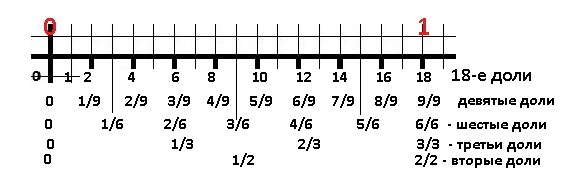 0 1
0 1 2 4 6 8 10 12 14 16 18 18-е доли
0 1/9 2/9 3/9 4/9 5/9 6/9 7/9 8/9 9/9 девятые доли
0 1/6 2/6 3/6 4/6 5/6 6/6 - шестые доли
0 1/3 2/3 3/3 - третьи доли
0 1/2 2/2 - вторые доли